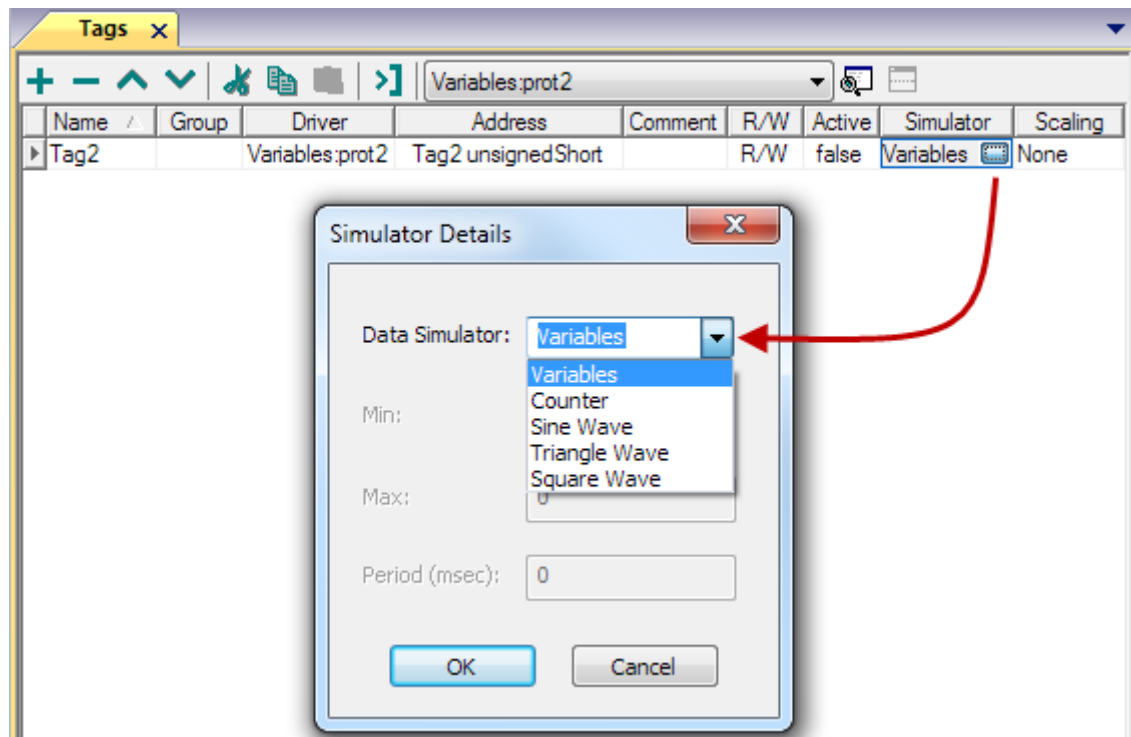 Tags
Variables:prot2
Name Group Driver Address Comment R/W Active Simulator Scaling
Tag2 Variables:prot2 Tag2 unsignedShort R/W false Variables None
Simulator Details
Data Simulator: Variables
Variables
Counter
Sine Wave
Triangle Wave
Square Wave
Min:
Max: 0
Period (msec): 0
OK Cancel